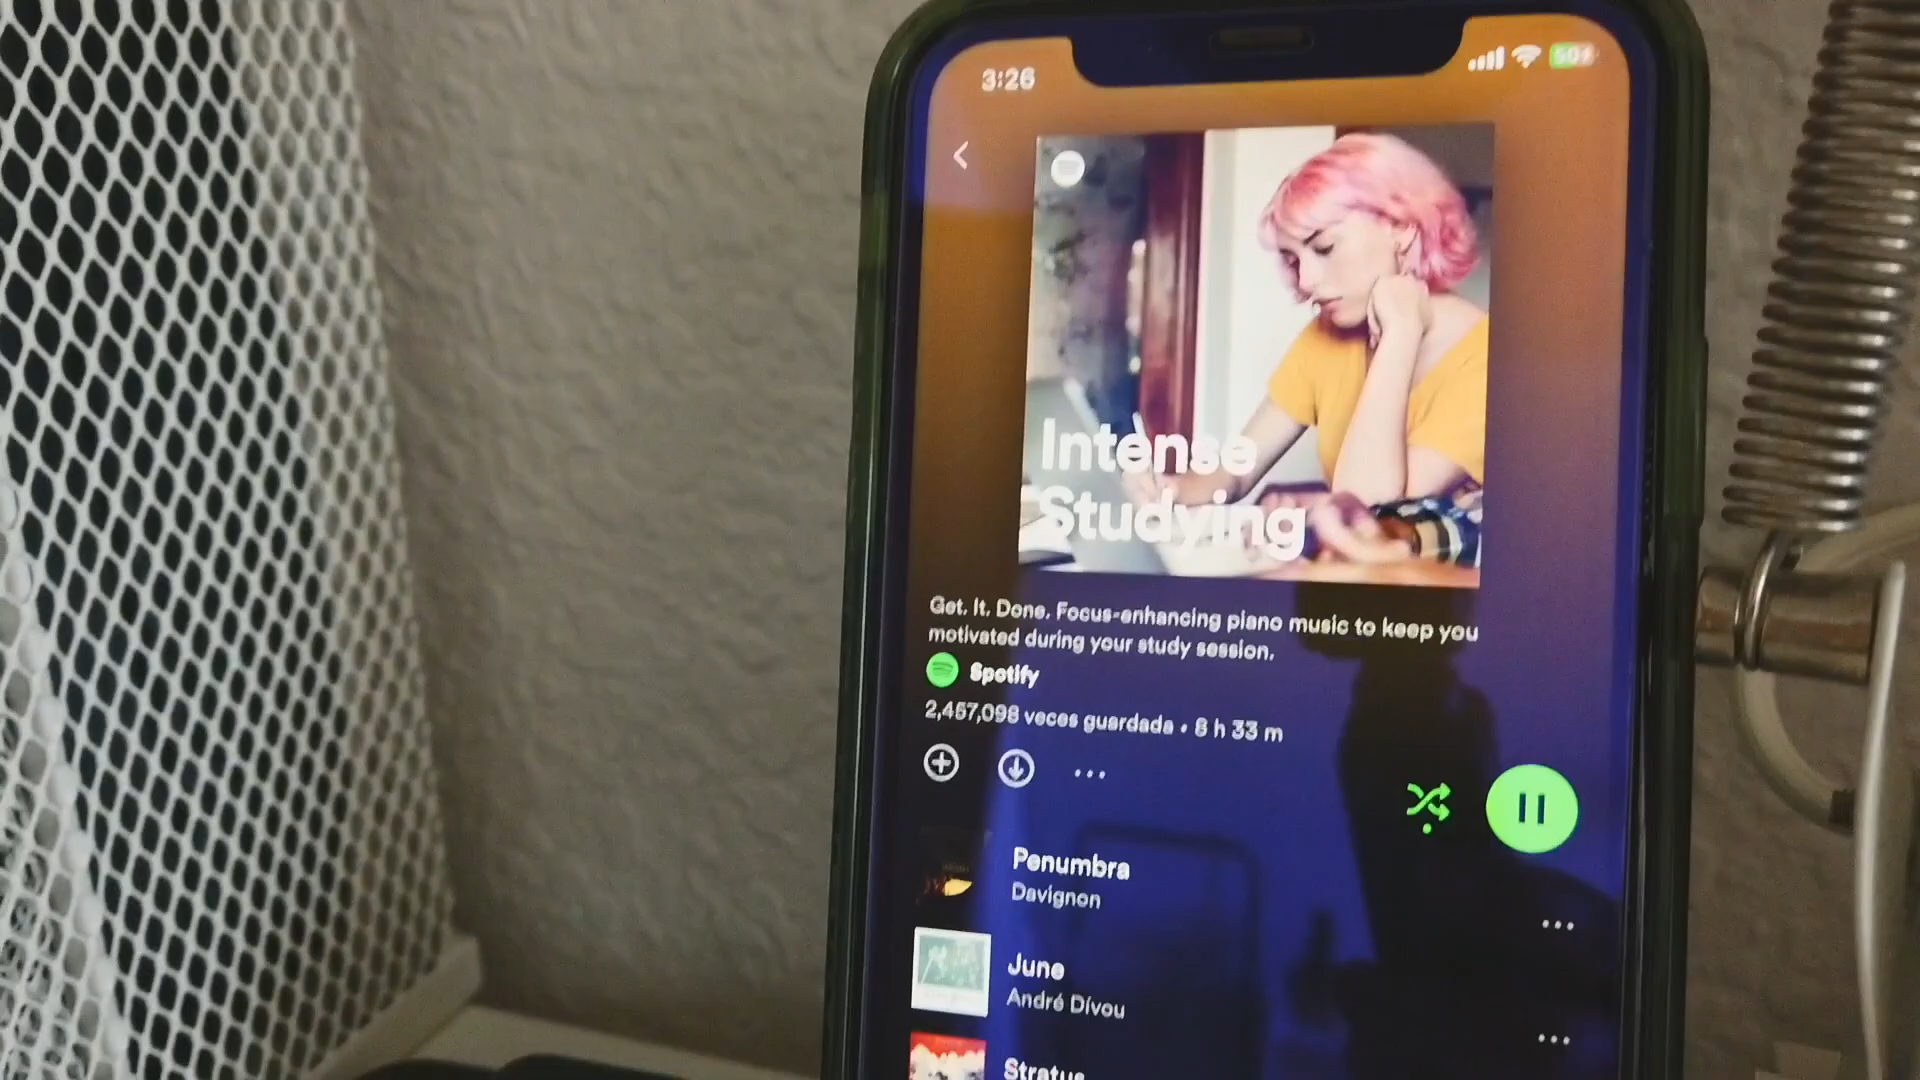 3:26
Intense
Studying
Get. It. Done. Focus-enhancing piano music to keep you
motivated during your study session.
Spotify
2,457,098 veces guardada • 8 h 33 m
Penumbra
Davignon
June
André Dívou
Stratus